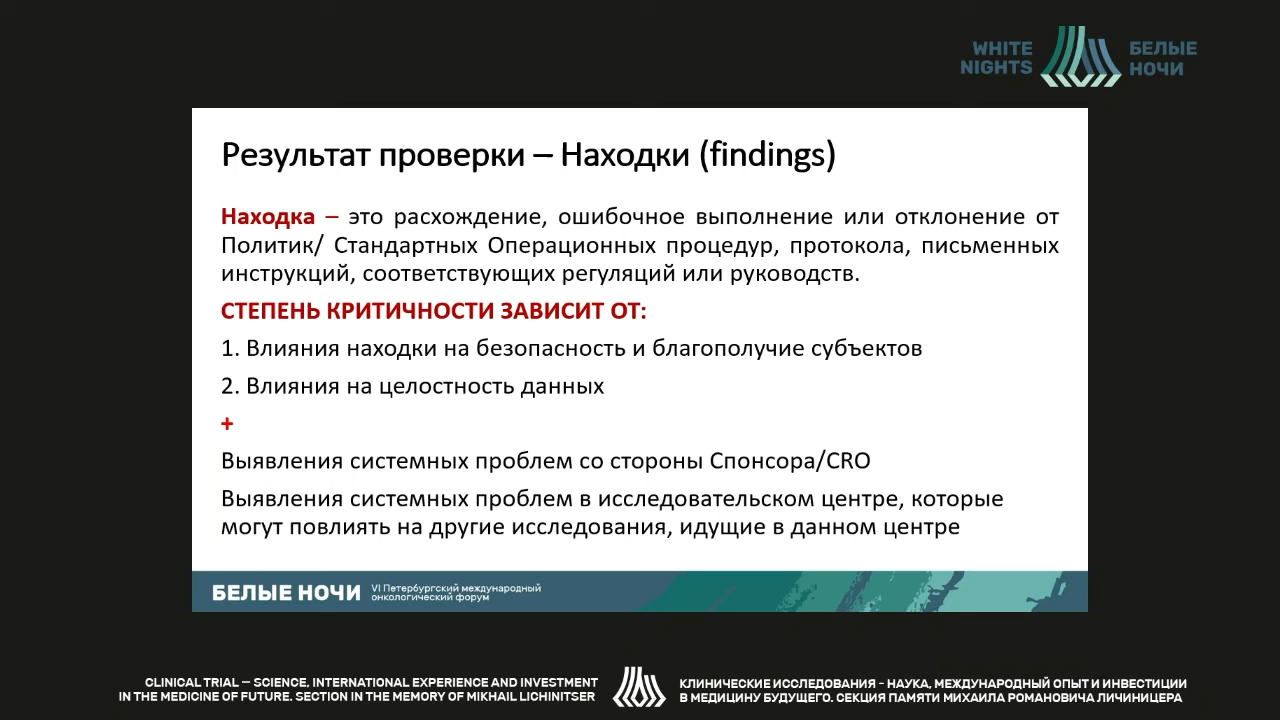 WHITE
NIGHTS
БЕЛЫЕ
НОЧИ
Результат проверки – Находки (findings)
Находка – это расхождение, ошибочное выполнение или отклонение от
Политик/ Стандартных Операционных процедур, протокола, письменных
инструкций, соответствующих регуляций или руководств.
СТЕПЕНЬ КРИТИЧНОСТИ ЗАВИСИТ ОТ:
1. Влияния находки на безопасность и благополучие субъектов
2. Влияния на целостность данных
+
Выявления системных проблем со стороны Спонсора/CRO
Выявления системных проблем в исследовательском центре, которые
могут повлиять на другие исследования, идущие в данном центре
БЕЛЫЕ НОЧИ
VI Петербургский международный
онкологический форум
CLINICAL TRIAL – SCIENCE, INTERNATIONAL EXPERIENCE AND INVESTMENT
IN THE MEDICINE OF FUTURE. SECTION IN THE MEMORY OF MIKHAIL LICHINITSER
КЛИНИЧЕСКИЕ ИССЛЕДОВАНИЯ - НАУКА, МЕЖДУНАРОДНЫЙ ОПЫТ И ИНВЕСТИЦИИ
В МЕДИЦИНУ БУДУЩЕГО. СЕКЦИЯ ПАМЯТИ МИХАИЛА РОМАНОВИЧА ЛИЧИНИЦЕРА